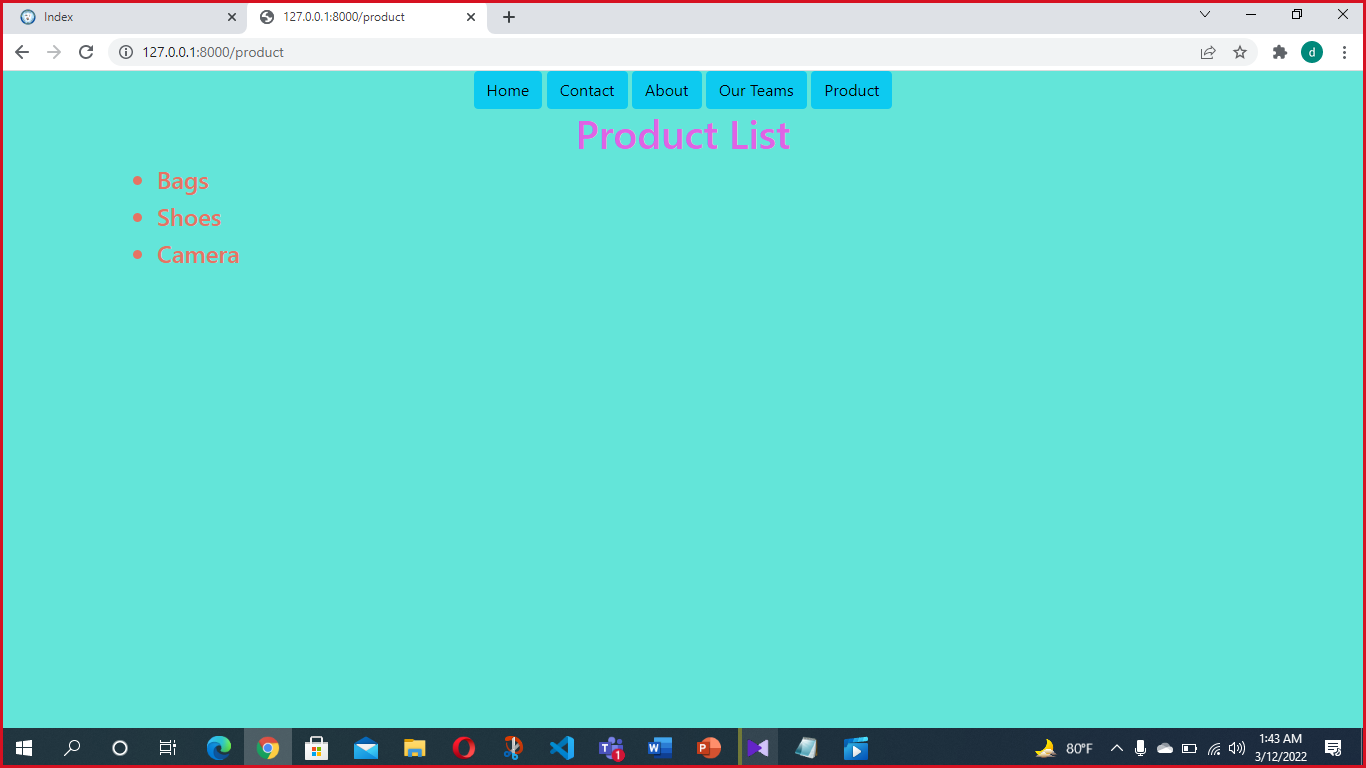 Index
127.0.0.1:8000/product
127.0.0.1:8000/product
d
Home Contact About Our Teams Product
Product List
Bags
Shoes
Camera
1
80°F
1:43 AM
3/12/2022